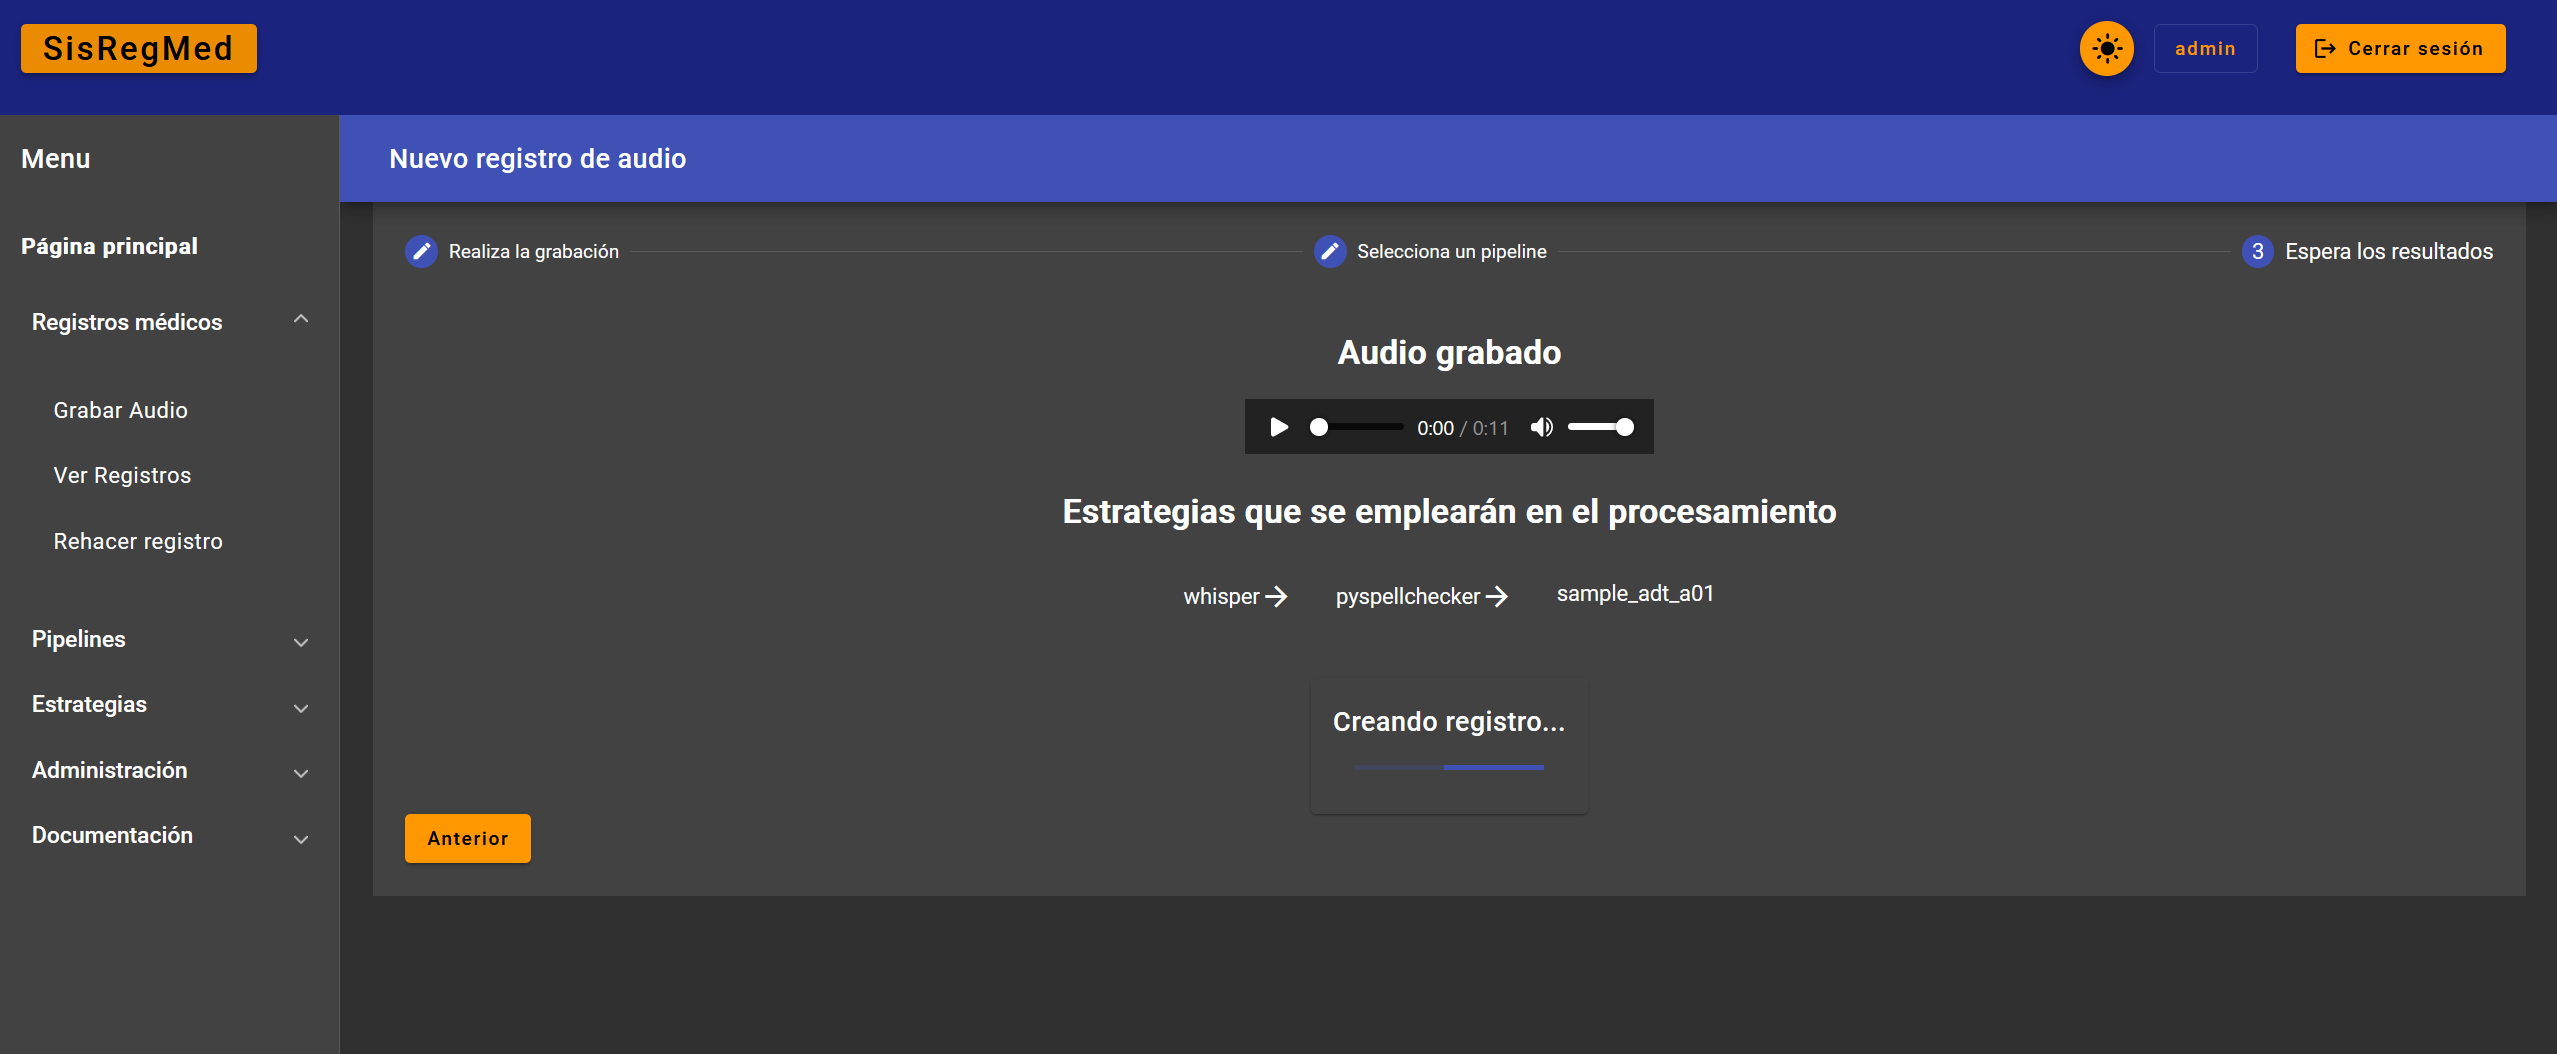 SisRegMed
admin
Cerrar sesión
Menu
Nuevo registro de audio
Página principal
Registros médicos
Grabar Audio
Ver Registros
Rehacer registro
Pipelines
Estrategias
Administración
Documentación
Realiza la grabación
Selecciona un pipeline
3 Espera los resultados
Audio grabado
0:00 / 0:11
Estrategias que se emplearán en el procesamiento
whisper → pyspellchecker → sample_adt_a01
Creando registro...
Anterior